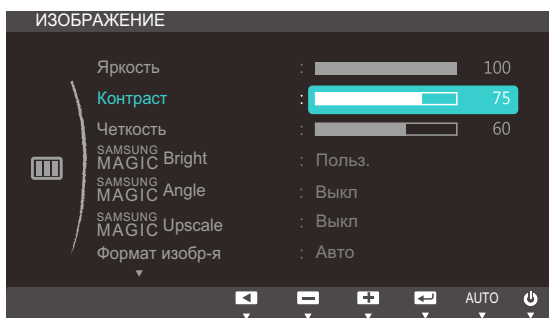 ИЗОБРАЖЕНИЕ
Яркость : 100
Контраст : 75
Четкость : 60
SAMSUNG MAGIC Bright : Польз.
SAMSUNG MAGIC Angle : Выкл
SAMSUNG MAGIC Upscale : Выкл
Формат изобр-я : Авто
AUTO